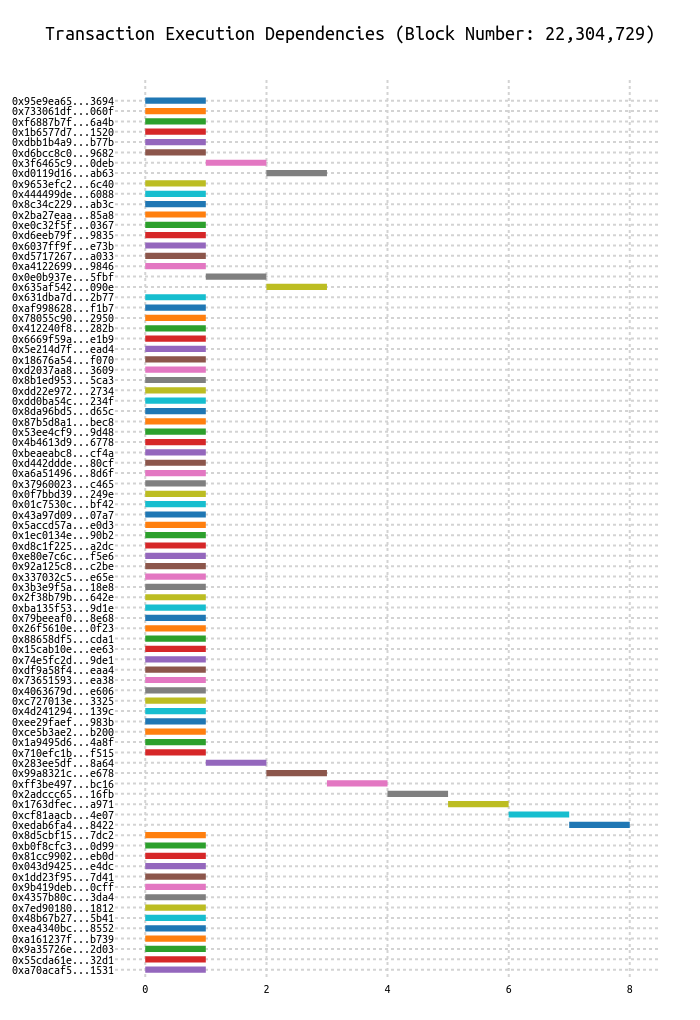 Transaction Execution Dependencies (Block Number: 22,304,729)
0x95e9ea65...3694
0x733061df...060f
0xf6887b7f...6a4b
0x1b6577d7...1520
0xdbb1b4a9...b77b
0xd6bcc8c0...9682
0x3f6465c9...0deb
0xd0119d16...ab63
0x9653efc2...6c40
0x444499de...6088
0x8c34c229...ab3c
0x2ba27eaa...85a8
0xe0c32f5f...0367
0xd6eeb79f...9835
0x6037ff9f...e73b
0xd5717267...a033
0xa4122699...9846
0x0e0b937e...5fbf
0x635af542...090e
0x631dba7d...2b77
0xaf998628...f1b7
0x78055c90...2950
0x412240f8...282b
0x6669f59a...e1b9
0x5e214d7f...ead4
0x18676a54...f070
0xd2037aa8...3609
0x8b1ed953...5ca3
0xdd22e972...2734
0xdd0ba54c...234f
0x8da96bd5...d65c
0x87b5d8a1...bec8
0x53ee4cf9...9d48
0x4b4613d9...6778
0xbeaeabc8...cf4a
0xd442ddde...80cf
0xa6a51496...8d6f
0x37960023...c465
0x0f7bbd39...249e
0x01c7530c...bf42
0x43a97d09...07a7
0x5accd57a...e0d3
0x1ec0134e...90b2
0xd8c1f225...a2dc
0xe80e7c6c...f5e6
0x92a125c8...c2be
0x337032c5...e65e
0x3b3e9f5a...18e8
0x2f38b79b...642e
0xba135f53...9d1e
0x79beeaf0...8e68
0x26f5610e...0f23
0x88658df5...cda1
0x15cab10e...ee63
0x74e5fc2d...9de1
0xdf9a58f4...eaa4
0x73651593...ea38
0x4063679d...e606
0xc727013e...3325
0x4d241294...139c
0xee29faef...983b
0xce5b3ae2...b200
0x1a9495d6...4a8f
0x710efc1b...f515
0x283ee5df...8a64
0x99a8321c...e678
0xff3be497...bc16
0x2adccc65...16fb
0x1763dfec...a971
0xcf81aacb...4e07
0xedab6fa4...8422
0x8d5cbf15...7dc2
0xb0f8cfc3...0d99
0x81cc9902...eb0d
0x043d9425...e4dc
0x1dd23f95...7d41
0x9b419deb...0cff
0x4357b80c...3da4
0x7ed90180...1812
0x48b67b27...5b41
0xea4340bc...8552
0xa161237f...b739
0x9a35726e...2d03
0x55cda61e...32d1
0xa70acaf5...1531
0 2 4 6 8